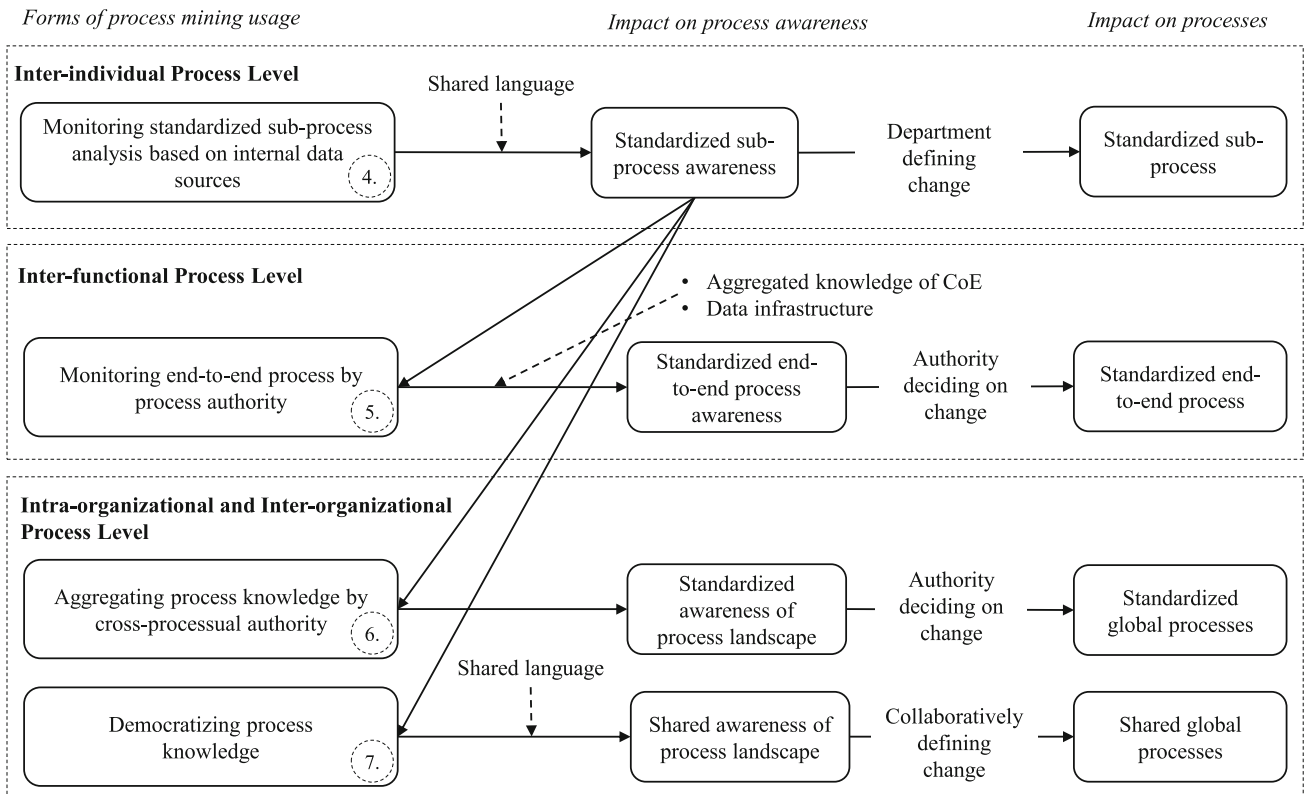 Forms of process mining usage
Impact on process awareness
Impact on processes
Inter-individual Process Level
Shared language
Monitoring standardized sub-process
analysis based on internal data
sources
4.
Standardized sub-
process awareness
Department
defining
change
Standardized sub-
process
Inter-functional Process Level
• Aggregated knowledge of CoE
• Data infrastructure
Monitoring end-to-end process by
process authority
5.
Standardized end-
to-end process
awareness
Authority
deciding on
change
Standardized end-
to-end process
Intra-organizational and Inter-organizational
Process Level
Aggregating process knowledge by
cross-processual authority
6.
Standardized
awareness of
process landscape
Authority
deciding on
change
Standardized
global processes
Shared language
Democratizing process
knowledge
7.
Shared awareness of
process landscape
Collaboratively
defining
change
Shared global
processes